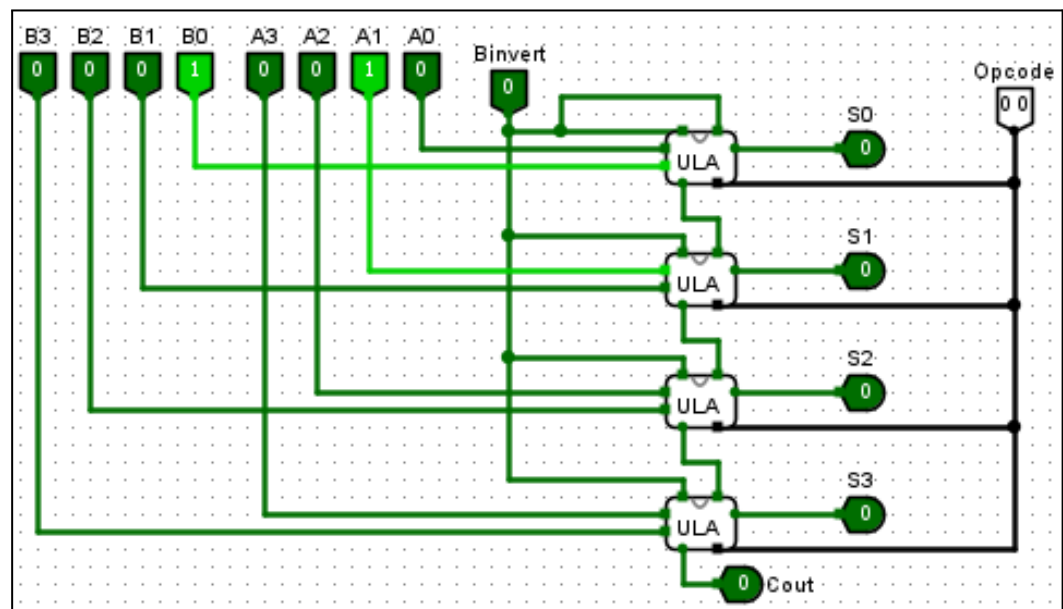 B3 B2 B1 B0 A3 A2 A1 A0
0 0 0 1 0 0 1 0
Binvert
0
Opcode
0 0
S0
0
ULA
S1
0
ULA
S2
0
ULA
S3
0
ULA
0 Cout